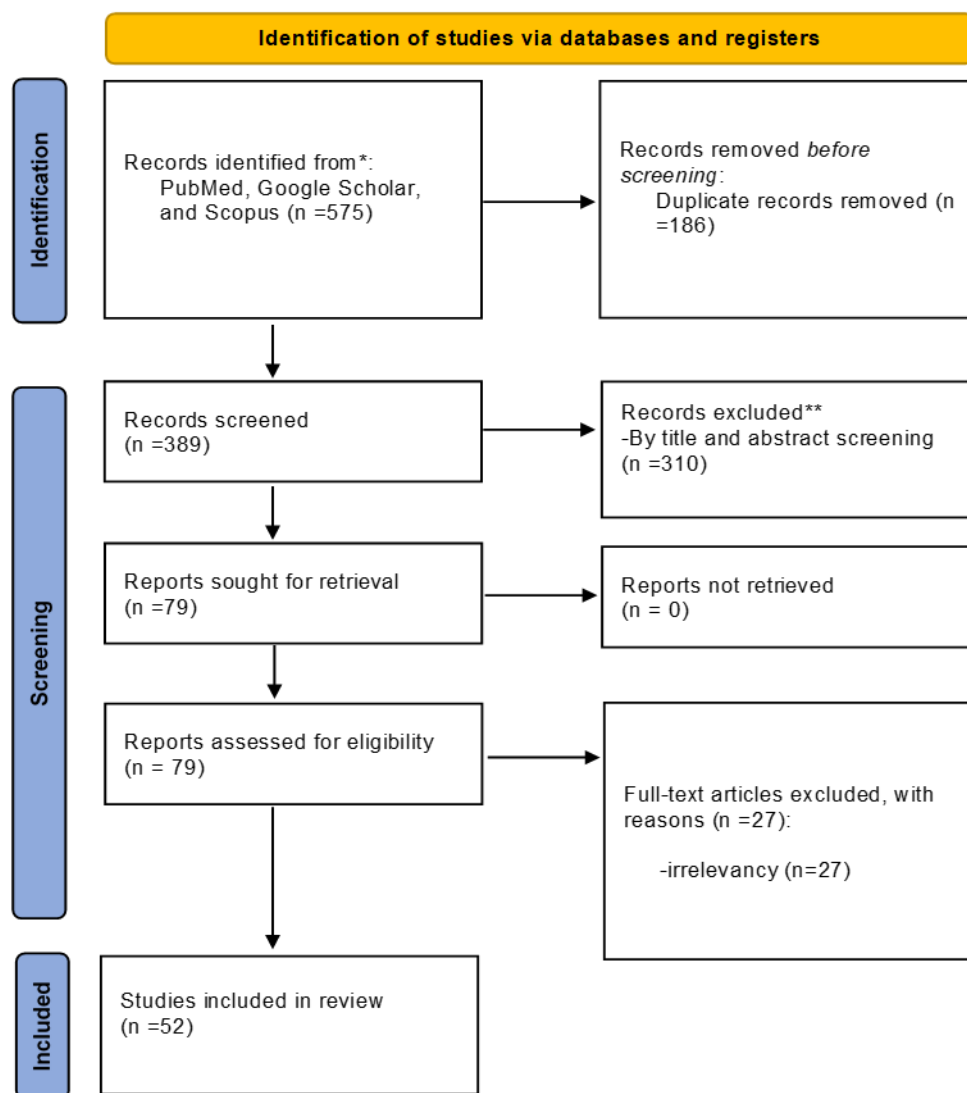 Identification of studies via databases and registers
Identification
Records identified from*:
PubMed, Google Scholar,
and Scopus (n =575)
Records removed before
screening:
Duplicate records removed (n
=186)
Screening
Records screened
(n =389)
Records excluded**
-By title and abstract screening
(n =310)
Reports sought for retrieval
(n =79)
Reports not retrieved
(n = 0)
Reports assessed for eligibility
(n = 79)
Full-text articles excluded, with
reasons (n =27):
-irrelevancy (n=27)
Included
Studies included in review
(n =52)